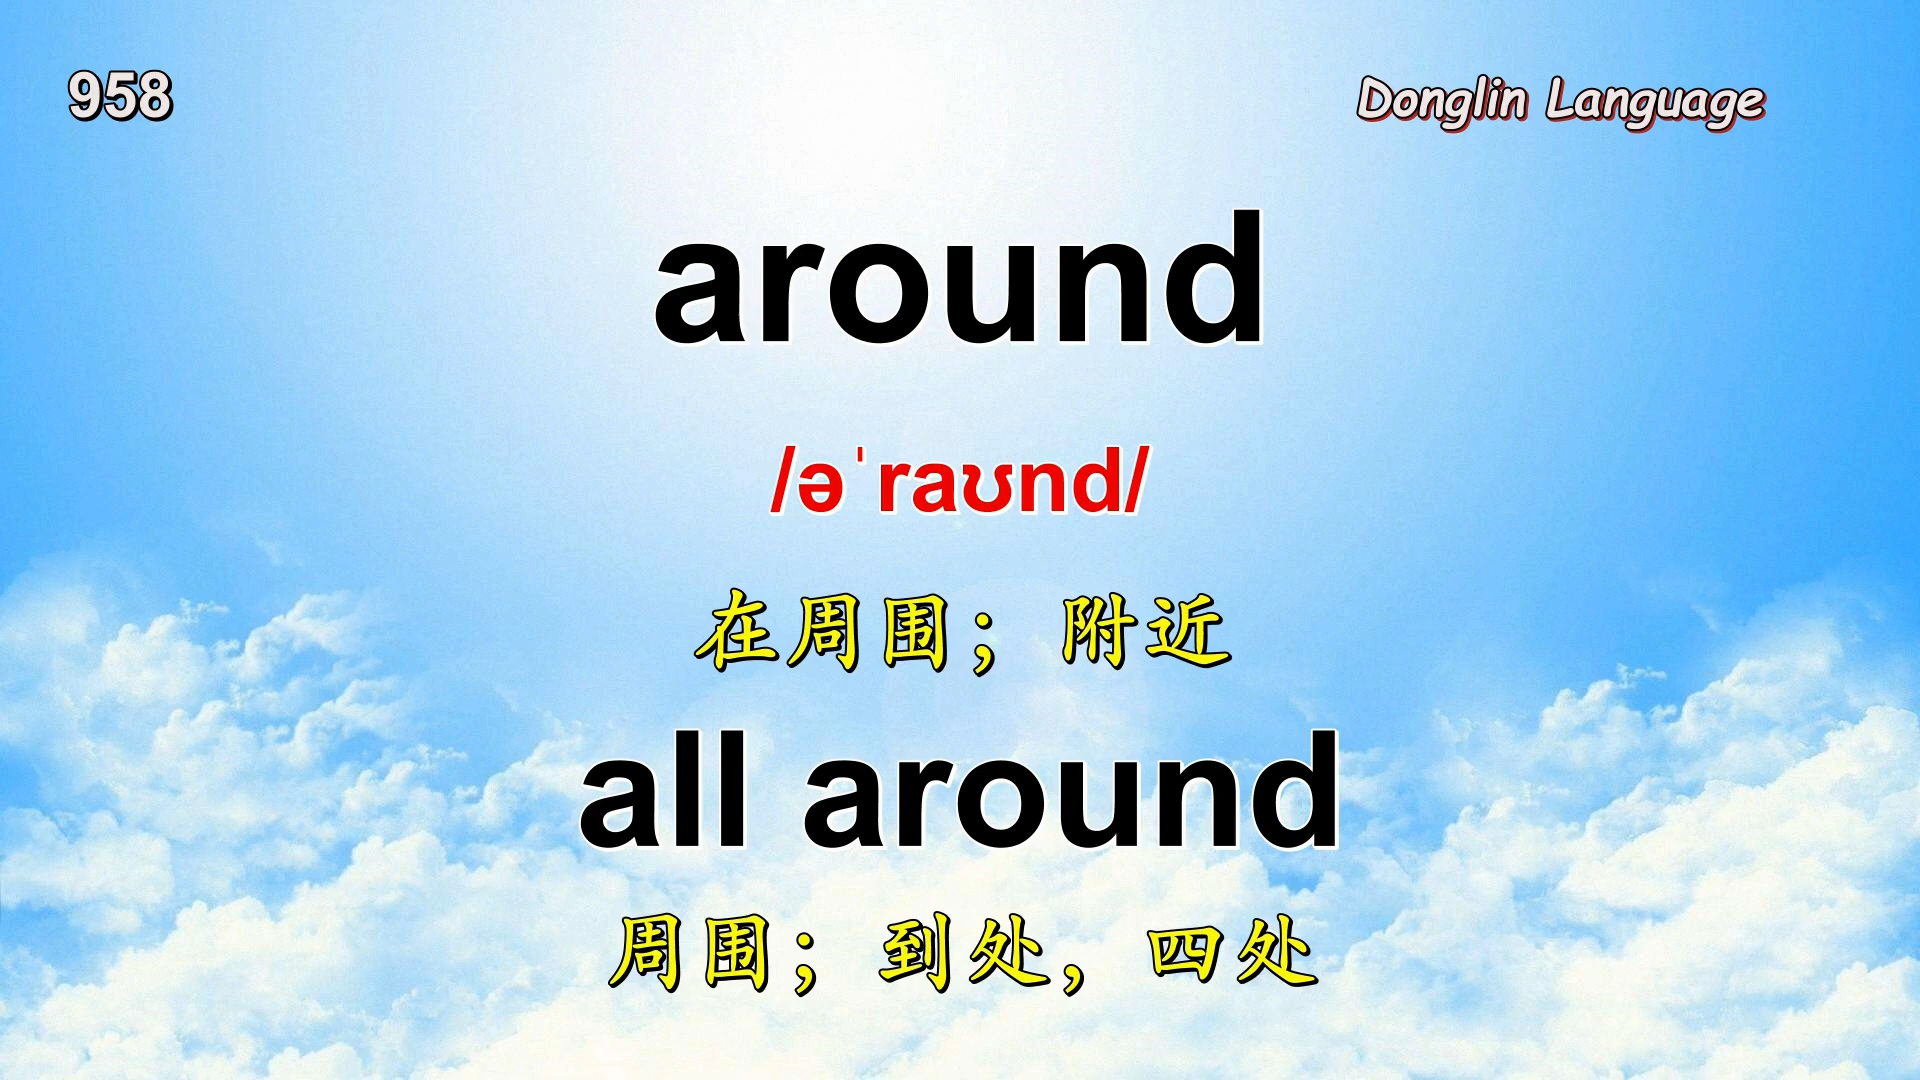 958
Donglin Language
around
/əˈraʊnd/
在周围；附近
all around
周围；到处，四处